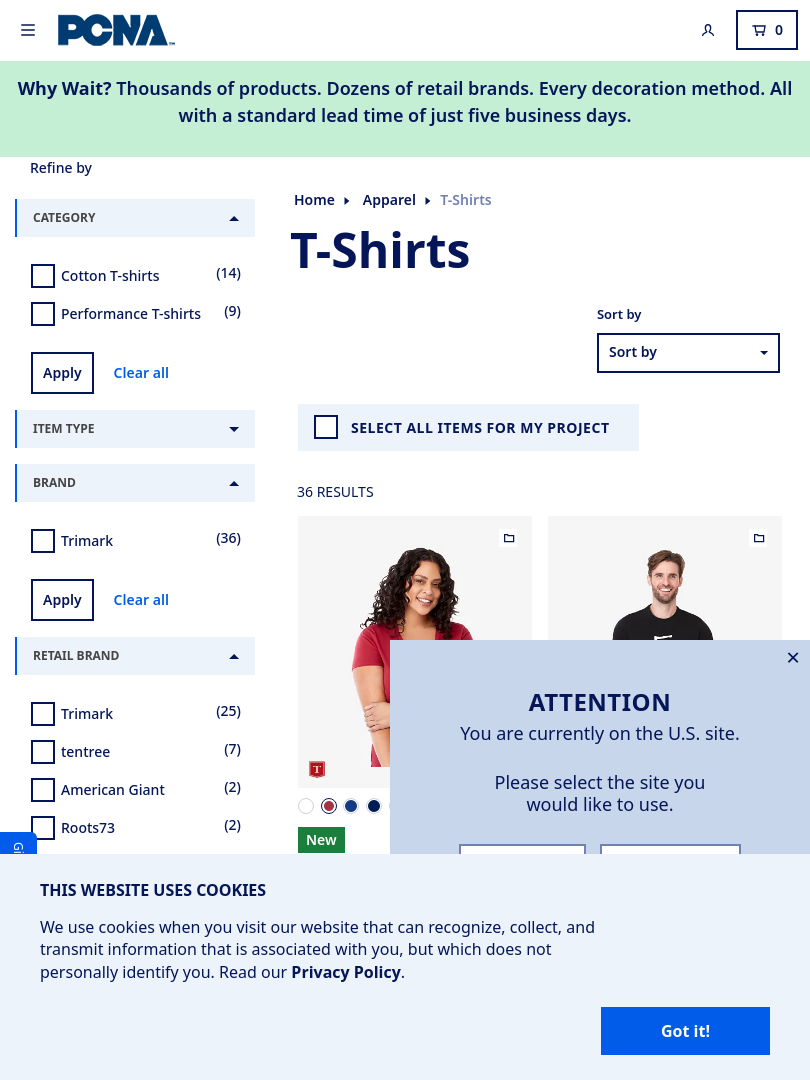 PCNA
0
Why Wait? Thousands of products. Dozens of retail brands. Every decoration method. All
with a standard lead time of just five business days.
Refine by
CATEGORY
Cotton T-shirts (14)
Performance T-shirts (9)
Apply Clear all
ITEM TYPE
BRAND
Trimark (36)
Apply Clear all
RETAIL BRAND
Trimark (25)
tentree (7)
American Giant (2)
Roots73 (2)
Home Apparel T-Shirts
T-Shirts
Sort by
Sort by
SELECT ALL ITEMS FOR MY PROJECT
36 RESULTS
T
New
ATTENTION
You are currently on the U.S. site.
Please select the site you
would like to use.
THIS WEBSITE USES COOKIES
We use cookies when you visit our website that can recognize, collect, and
transmit information that is associated with you, but which does not
personally identify you. Read our Privacy Policy.
Got it!